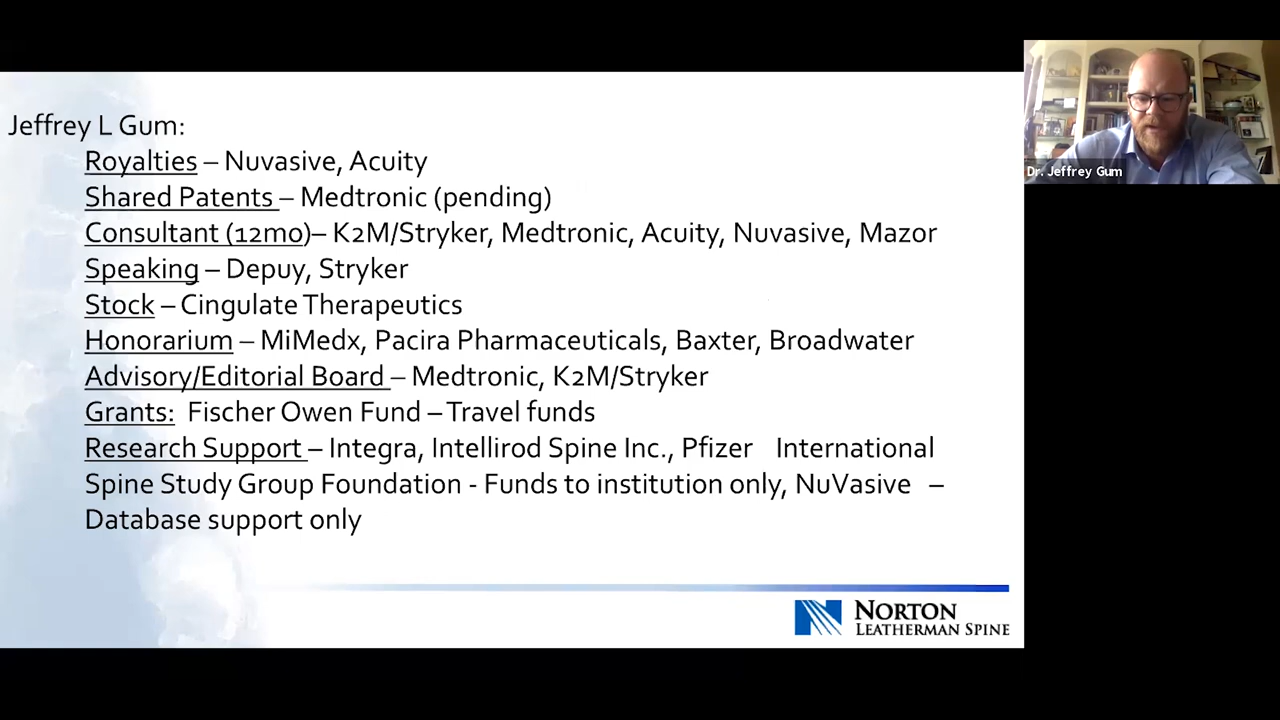 Jeffrey L Gum:
Royalties – Nuvasive, Acuity
Shared Patents – Medtronic (pending)
Consultant (12mo)– K2M/Stryker, Medtronic, Acuity, Nuvasive, Mazor
Speaking – Depuy, Stryker
Stock – Cingulate Therapeutics
Honorarium – MiMedx, Pacira Pharmaceuticals, Baxter, Broadwater
Advisory/Editorial Board – Medtronic, K2M/Stryker
Grants: Fischer Owen Fund – Travel funds
Research Support – Integra, Intellirod Spine Inc., Pfizer International
Spine Study Group Foundation - Funds to institution only, NuVasive –
Database support only
NORTON
LEATHERMAN SPINE
Dr. Jeffrey Gum